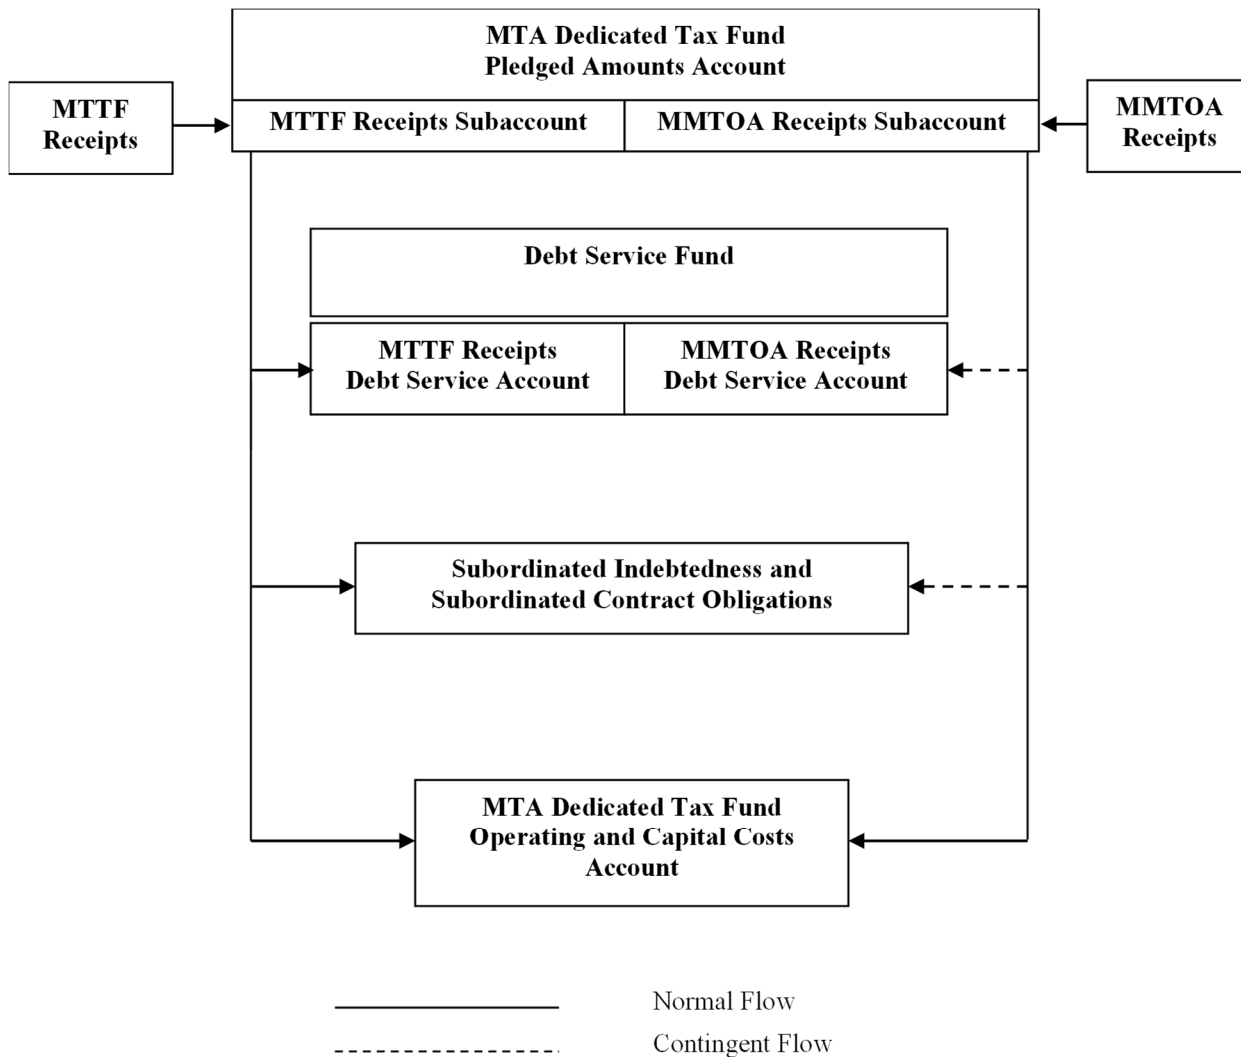 MTA Dedicated Tax Fund
Pledged Amounts Account
MTTF
Receipts
MTTF Receipts Subaccount
MMTOA Receipts Subaccount
MMTOA
Receipts
Debt Service Fund
MTTF Receipts
Debt Service Account
MMTOA Receipts
Debt Service Account
Subordinated Indebtedness and
Subordinated Contract Obligations
MTA Dedicated Tax Fund
Operating and Capital Costs
Account
Normal Flow
Contingent Flow